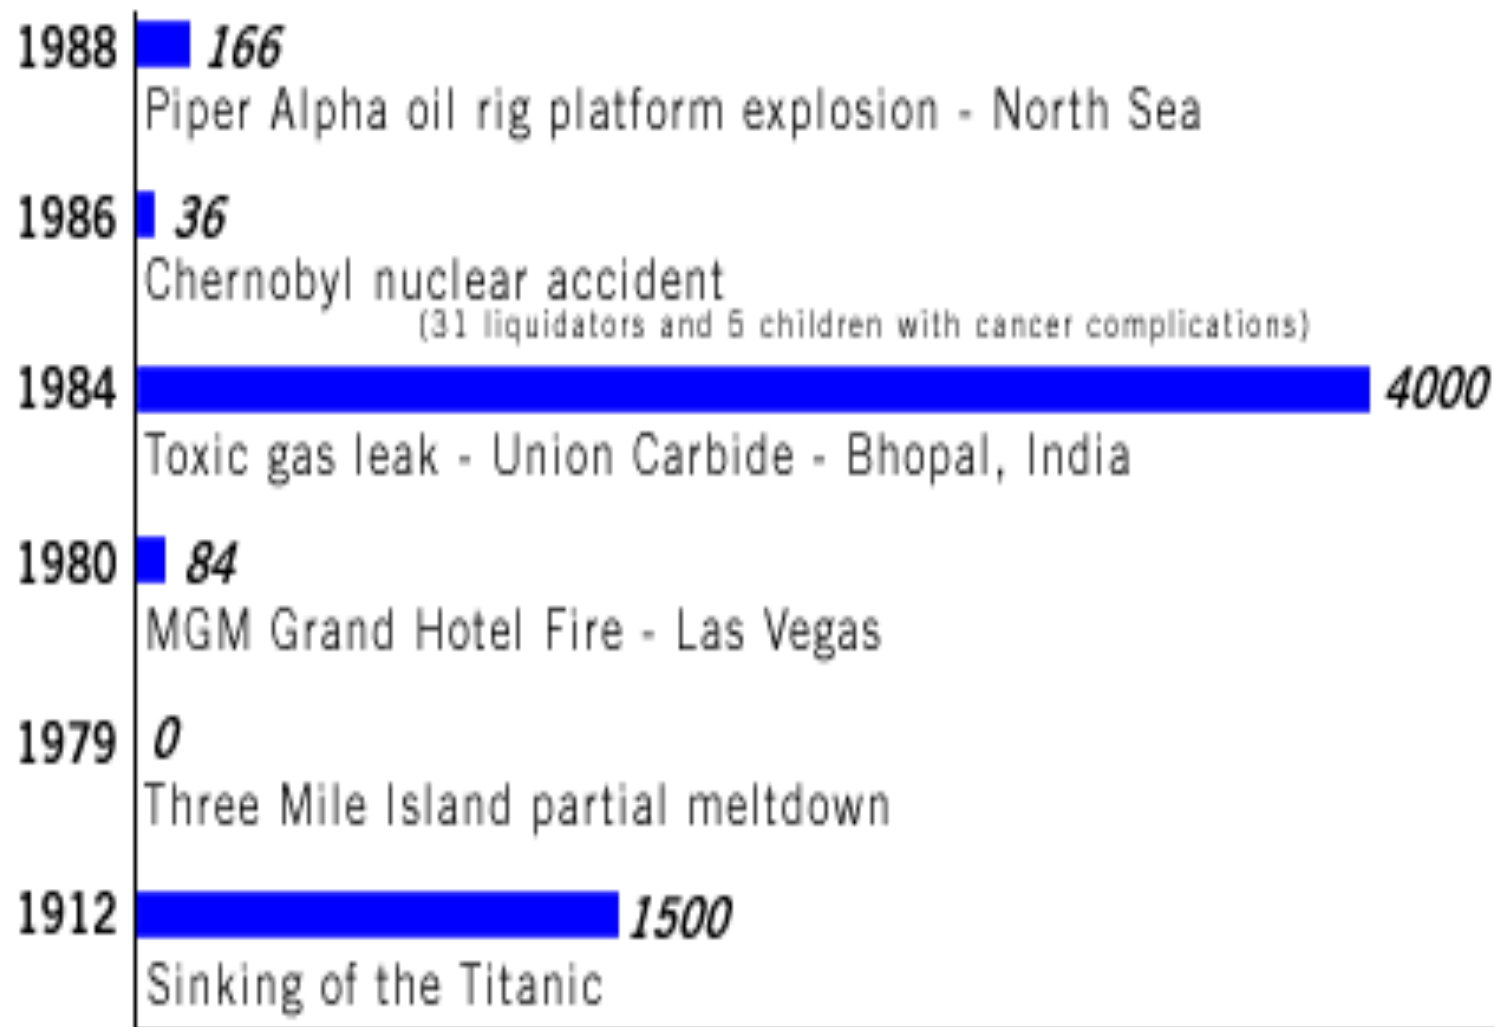 1988 166
Piper Alpha oil rig platform explosion - North Sea
1986 36
Chernobyl nuclear accident
(31 liquidators and 5 children with cancer complications)
1984 4000
Toxic gas leak - Union Carbide - Bhopal, India
1980 84
MGM Grand Hotel Fire - Las Vegas
1979 0
Three Mile Island partial meltdown
1912 1500
Sinking of the Titanic